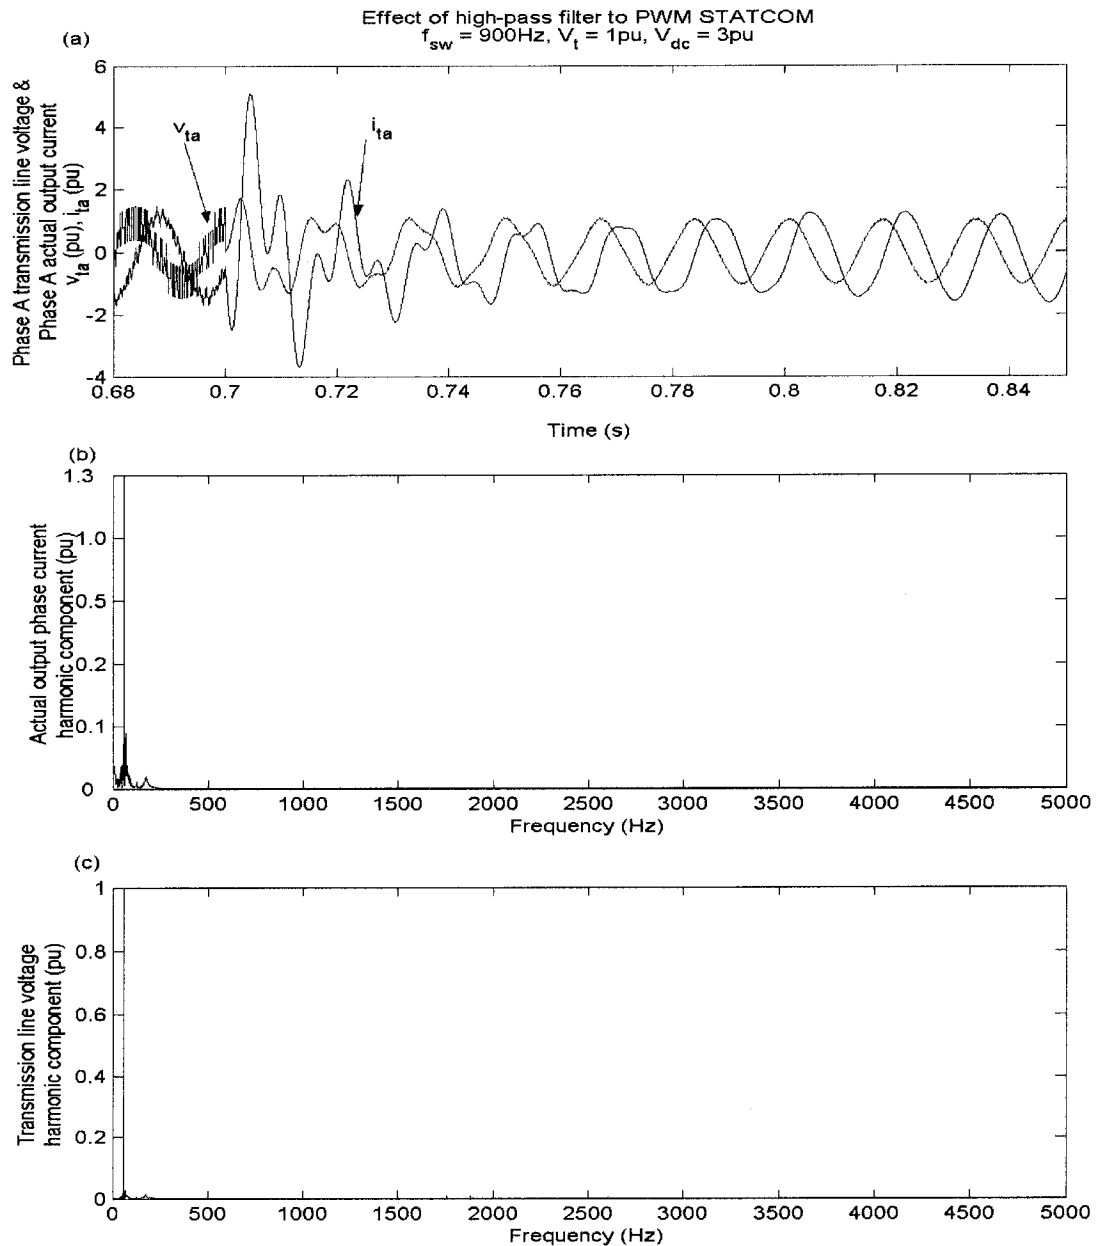 Effect of high-pass filter to PWM STATCOM
f_sw = 900Hz, V_t = 1pu, V_dc = 3pu
(a)
Phase A transmission line voltage &
Phase A actual output current
v_ta (pu), i_ta (pu)
6
4
2
0
-2
-4
v_ta
i_ta
0.68 0.7 0.72 0.74 0.76 0.78 0.8 0.82 0.84
Time (s)
(b)
Actual output phase current
harmonic component (pu)
1.3
1.0
0.5
0.2
0.1
0
0 500 1000 1500 2000 2500 3000 3500 4000 4500 5000
Frequency (Hz)
(c)
Transmission line voltage
harmonic component (pu)
1
0.8
0.6
0.4
0.2
0
0 500 1000 1500 2000 2500 3000 3500 4000 4500 5000
Frequency (Hz)